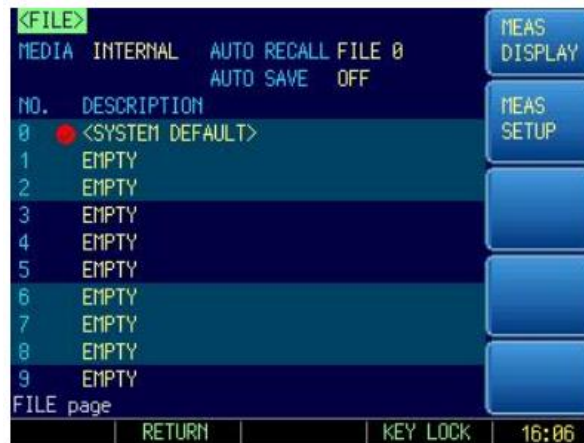 <FILE>
MEDIA INTERNAL AUTO RECALL FILE 0
AUTO SAVE OFF
NO. DESCRIPTION
0 <SYSTEM DEFAULT>
1 EMPTY
2 EMPTY
3 EMPTY
4 EMPTY
5 EMPTY
6 EMPTY
7 EMPTY
8 EMPTY
9 EMPTY
FILE page
RETURN KEY LOCK 16:06
MEAS
DISPLAY
MEAS
SETUP